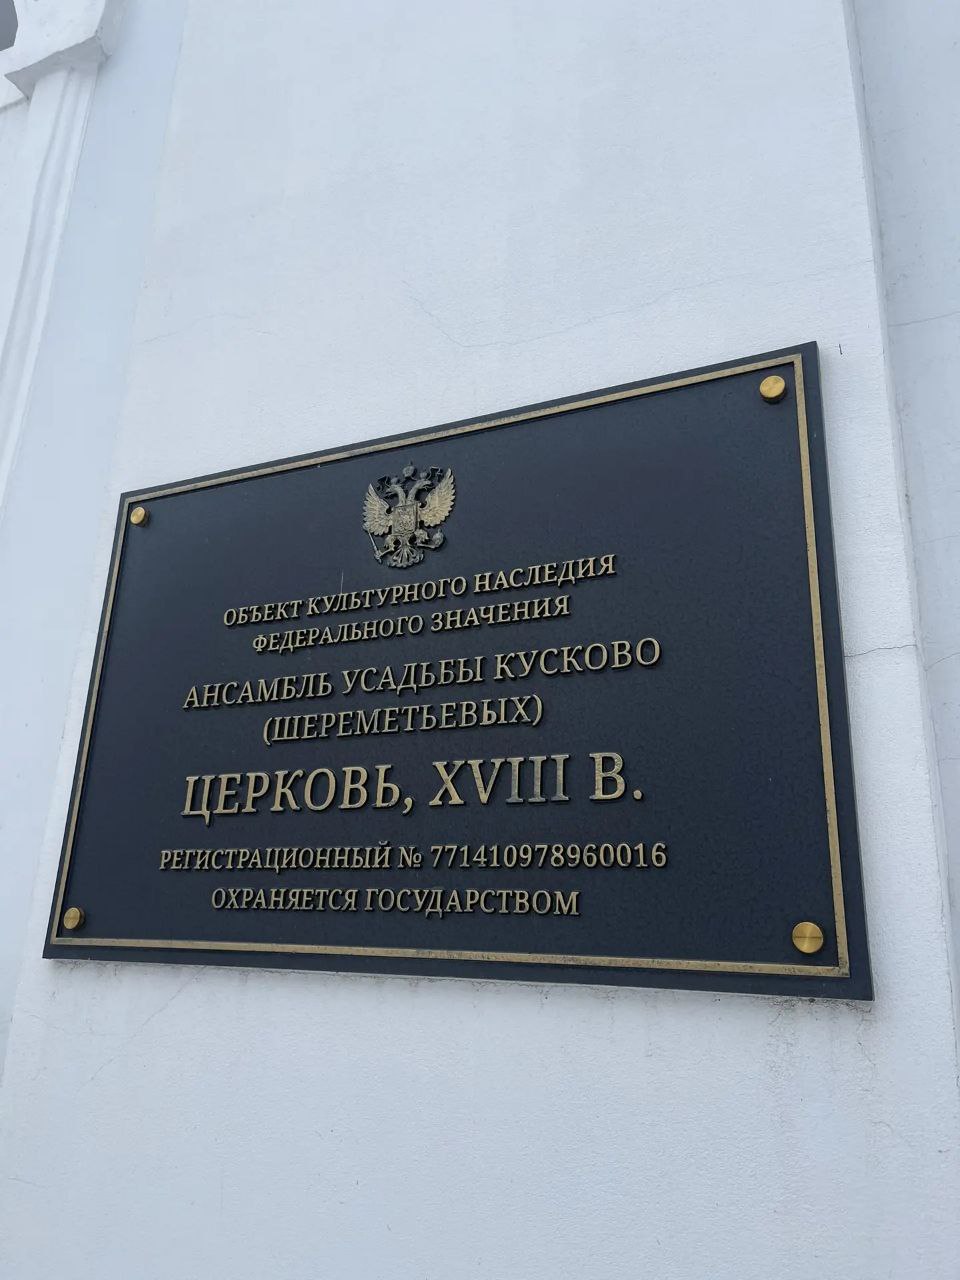 ОБЪЕКТ КУЛЬТУРНОГО НАСЛЕДИЯ
ФЕДЕРАЛЬНОГО ЗНАЧЕНИЯ
АНСАМБЛЬ УСАДЬБЫ КУСКОВО
(ШЕРЕМЕТЬЕВЫХ)
ЦЕРКОВЬ, XVIII В.
РЕГИСТРАЦИОННЫЙ № 771410978960016
ОХРАНЯЕТСЯ ГОСУДАРСТВОМ